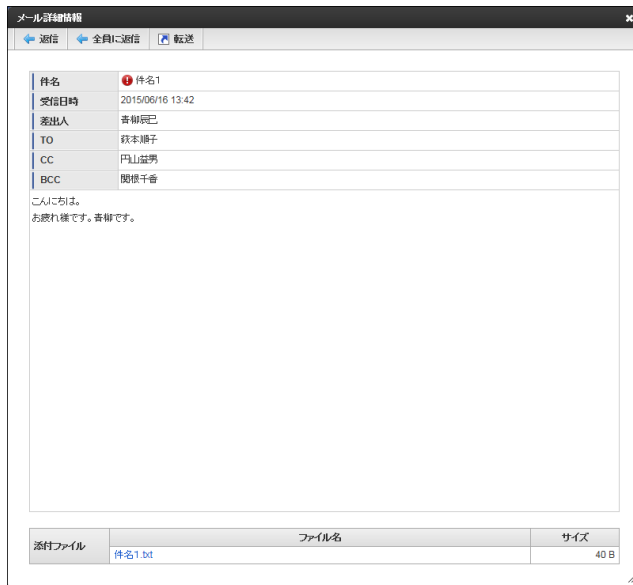 メール詳細情報
返信 全員に返信 転送
件名 件名1
受信日時 2015/06/16 13:42
差出人 青柳辰巳
TO 萩本順子
CC 円山益男
BCC 関根千香
こんにちは。
お疲れ様です。青柳です。
添付ファイル ファイル名 サイズ
件名1.txt 40 B